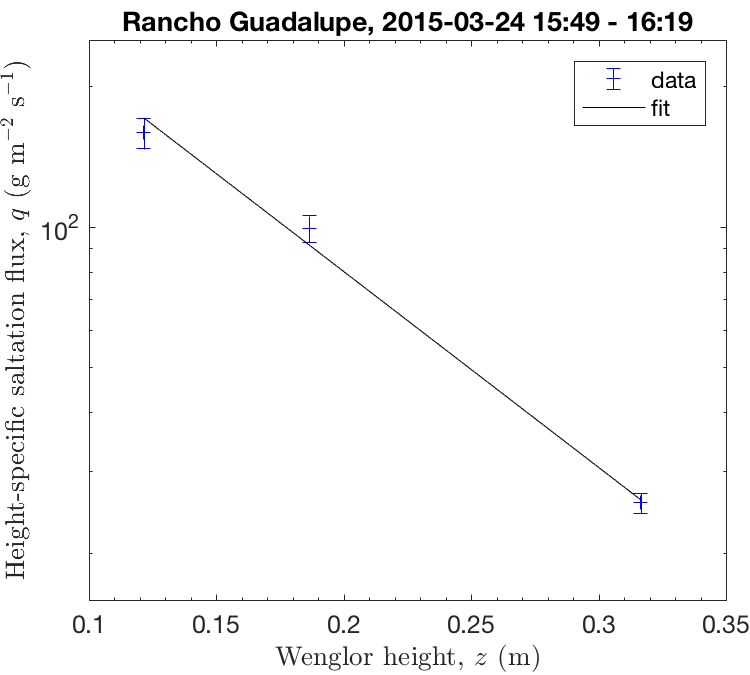 Rancho Guadalupe, 2015-03-24 15:49 - 16:19
data
fit
Height-specific saltation flux, q (g m⁻² s⁻¹)
10²
0.1 0.15 0.2 0.25 0.3 0.35
Wenglor height, z (m)